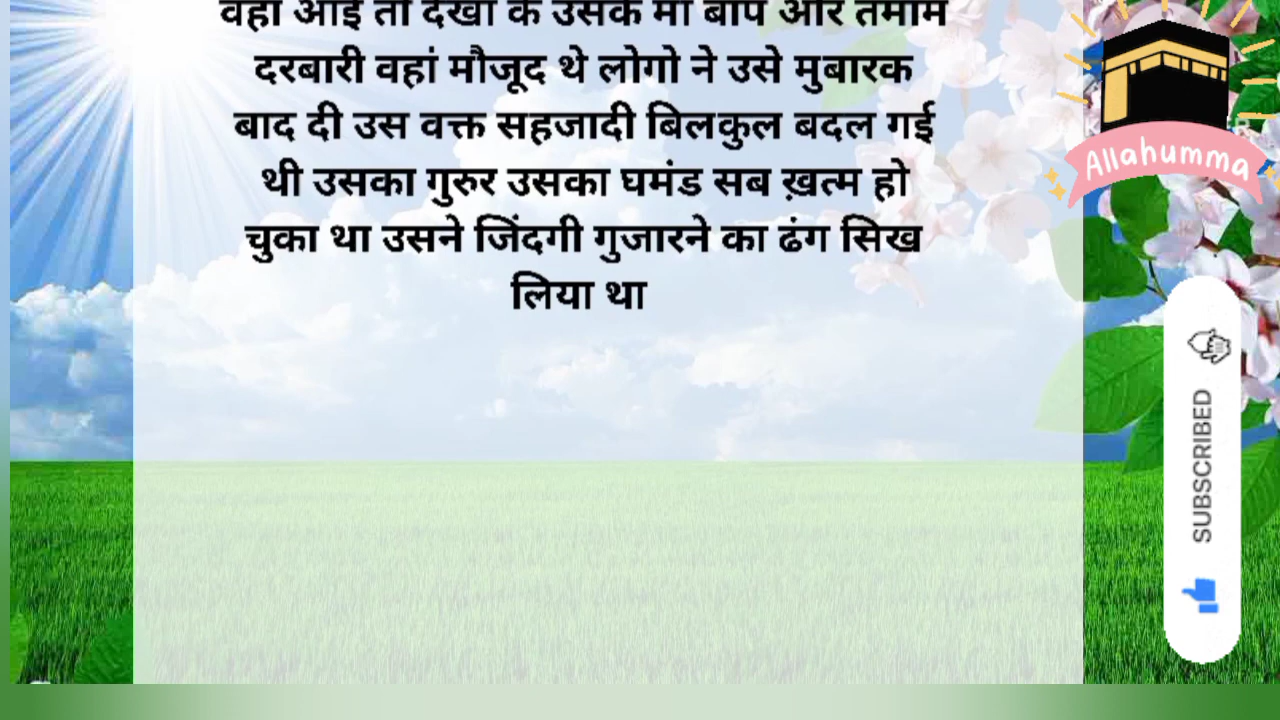 वहां आई तो देखा के उसके मां बाप और तमाम
दरबारी वहां मौजूद थे लोगो ने उसे मुबारक
बाद दी उस वक्त सहजादी बिलकुल बदल गई
थी उसका गुरुर उसका घमंड सब ख़त्म हो
चुका था उसने जिंदगी गुजारने का ढंग सिख
लिया था
Allahumma
SUBSCRIBED